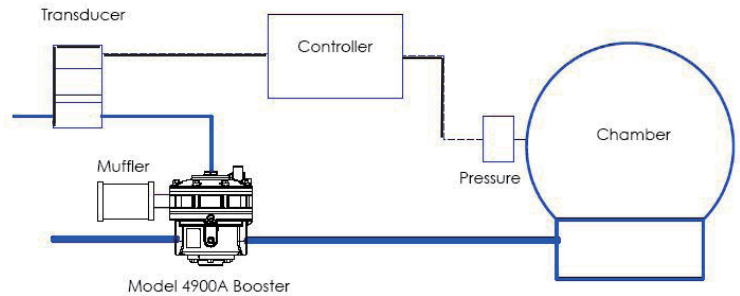 Transducer
Controller
Chamber
Muffler
Pressure
Model 4900A Booster